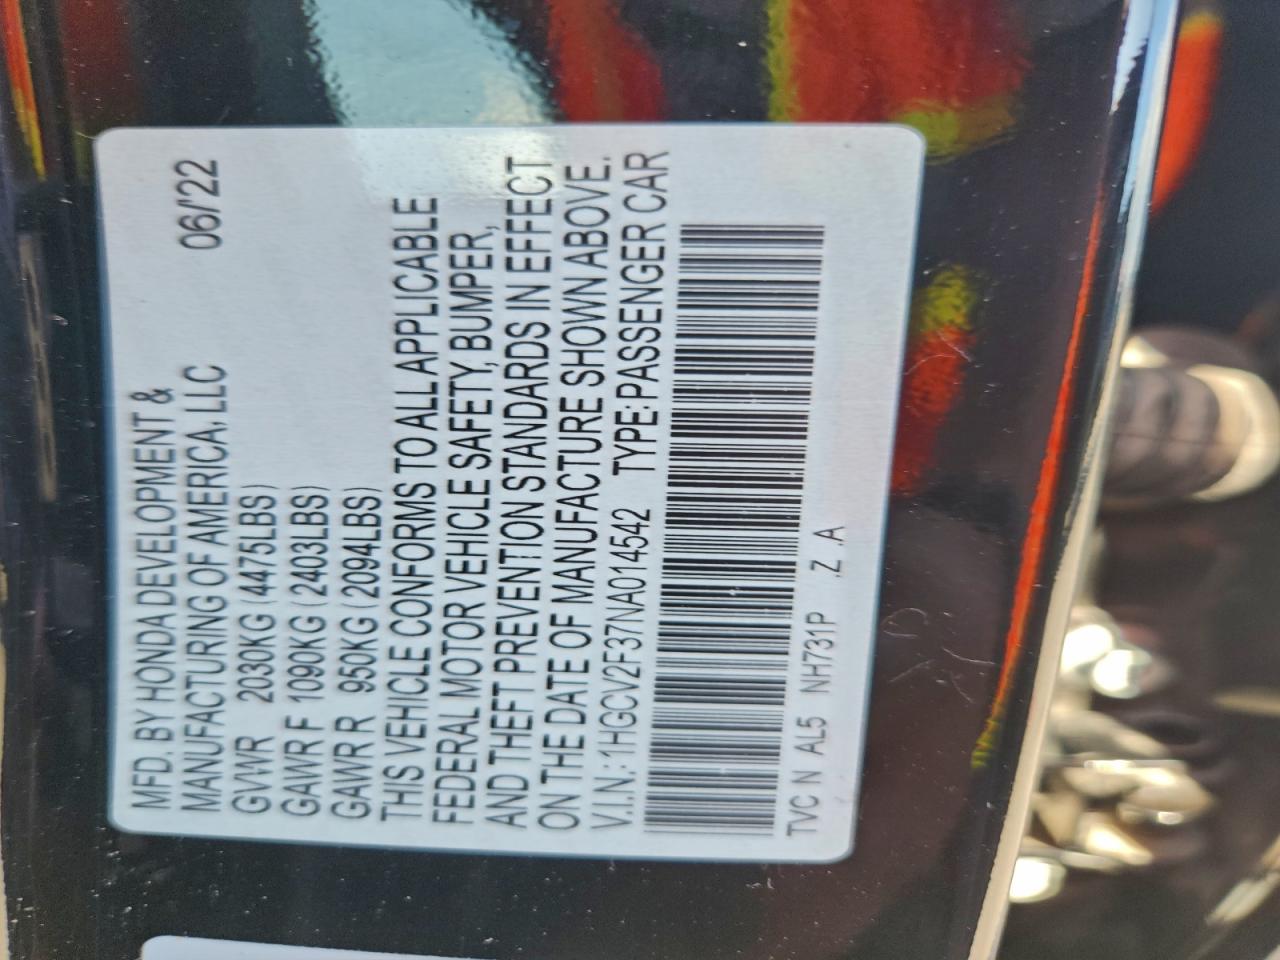 MFD. BY HONDA DEVELOPMENT &
MANUFACTURING OF AMERICA, LLC 06/'22
GVWR 2030KG (4475LBS)
GAWR F 1090KG (2403LBS)
GAWR R 950KG (2094LBS)
THIS VEHICLE CONFORMS TO ALL APPLICABLE
FEDERAL MOTOR VEHICLE SAFETY, BUMPER,
AND THEFT PREVENTION STANDARDS IN EFFECT
ON THE DATE OF MANUFACTURE SHOWN ABOVE.
V.I.N.: 1HGCV2F37NA014542 TYPE: PASSENGER CAR
TVC N AL5 NH731P .Z .A